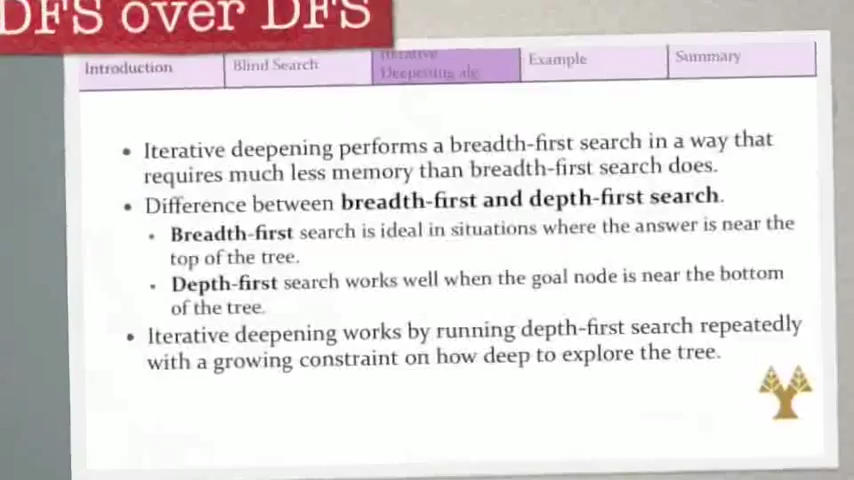 DFS over DFS
Introduction
Blind Search
Iterative
Deepening alg
Example
Summary
• Iterative deepening performs a breadth-first search in a way that
requires much less memory than breadth-first search does.
• Difference between breadth-first and depth-first search.
• Breadth-first search is ideal in situations where the answer is near the
top of the tree.
• Depth-first search works well when the goal node is near the bottom
of the tree.
• Iterative deepening works by running depth-first search repeatedly
with a growing constraint on how deep to explore the tree.